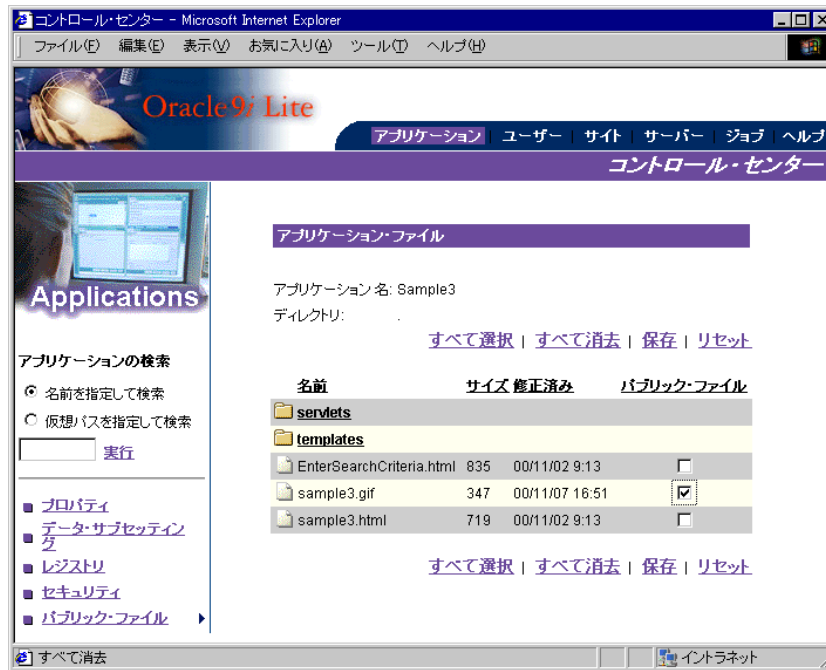 コントロール・センター - Microsoft Internet Explorer
ファイル(F) 編集(E) 表示(V) お気に入り(A) ツール(T) ヘルプ(H)
Oracle9i Lite
アプリケーション ユーザー サイト サーバー ジョブ ヘルプ
コントロール・センター
Applications
アプリケーションの検索
名前を指定して検索
仮想パスを指定して検索
実行
プロパティ
データ・サブセッティン
グ
レジストリ
セキュリティ
パブリック・ファイル
アプリケーション・ファイル
アプリケーション名: Sample3
ディレクトリ: .
すべて選択 | すべて消去 | 保存 | リセット
名前 サイズ 修正済み パブリック・ファイル
servlets
templates
EnterSearchCriteria.html 835 00/11/02 9:13
sample3.gif 347 00/11/07 16:51
sample3.html 719 00/11/02 9:13
すべて選択 | すべて消去 | 保存 | リセット
すべて消去 イントラネット